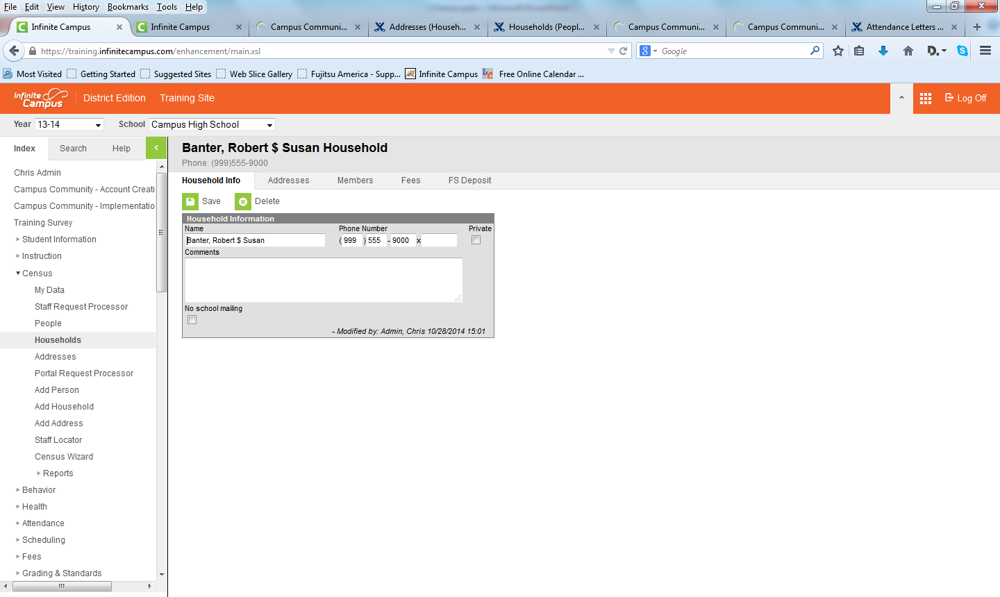 File Edit View History Bookmarks Tools Help
Infinite Campus Infinite Campus Campus Communi... Addresses (Househ... Households (Peopl... Campus Communi... Campus Communi... Attendance Letters ...
https://training.infinitecampus.com/enhancement/main.xsl Google
Most Visited Getting Started Suggested Sites Web Slice Gallery Fujitsu America - Supp... Infinite Campus Free Online Calendar ...
Infinite Campus District Edition Training Site Log Off
Year 13-14 School Campus High School
Index Search Help
Banter, Robert $ Susan Household
Phone: (999)555-9000
Household Info Addresses Members Fees FS Deposit
Save Delete
Household Information
Name Phone Number Private
Banter, Robert $ Susan ( 999 ) 555 - 9000 x
Comments
No school mailing
- Modified by: Admin, Chris 10/28/2014 15:01
Chris Admin
Campus Community - Account Creati
Campus Community - Implementatio
Training Survey
Student Information
Instruction
Census
My Data
Staff Request Processor
People
Households
Addresses
Portal Request Processor
Add Person
Add Household
Add Address
Staff Locator
Census Wizard
Reports
Behavior
Health
Attendance
Scheduling
Fees
Grading & Standards